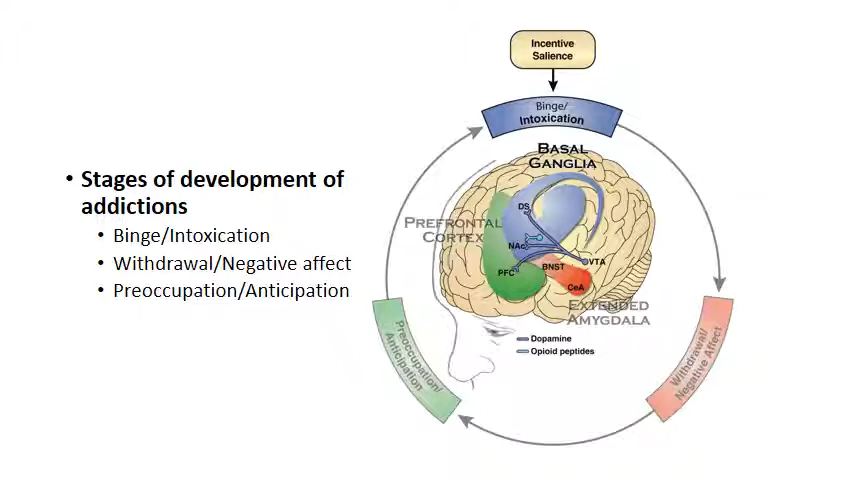 Incentive
Salience
Binge/
Intoxication
• Stages of development of
addictions
• Binge/Intoxication
• Withdrawal/Negative affect
• Preoccupation/Anticipation
BASAL
GANGLIA
PREFRONTAL
CORTEX
DS
NAc
PFC
BNST
VTA
CeA
EXTENDED
AMYGDALA
Dopamine
Opioid peptides
Preoccupation/
Anticipation
Withdrawal/
Negative Affect